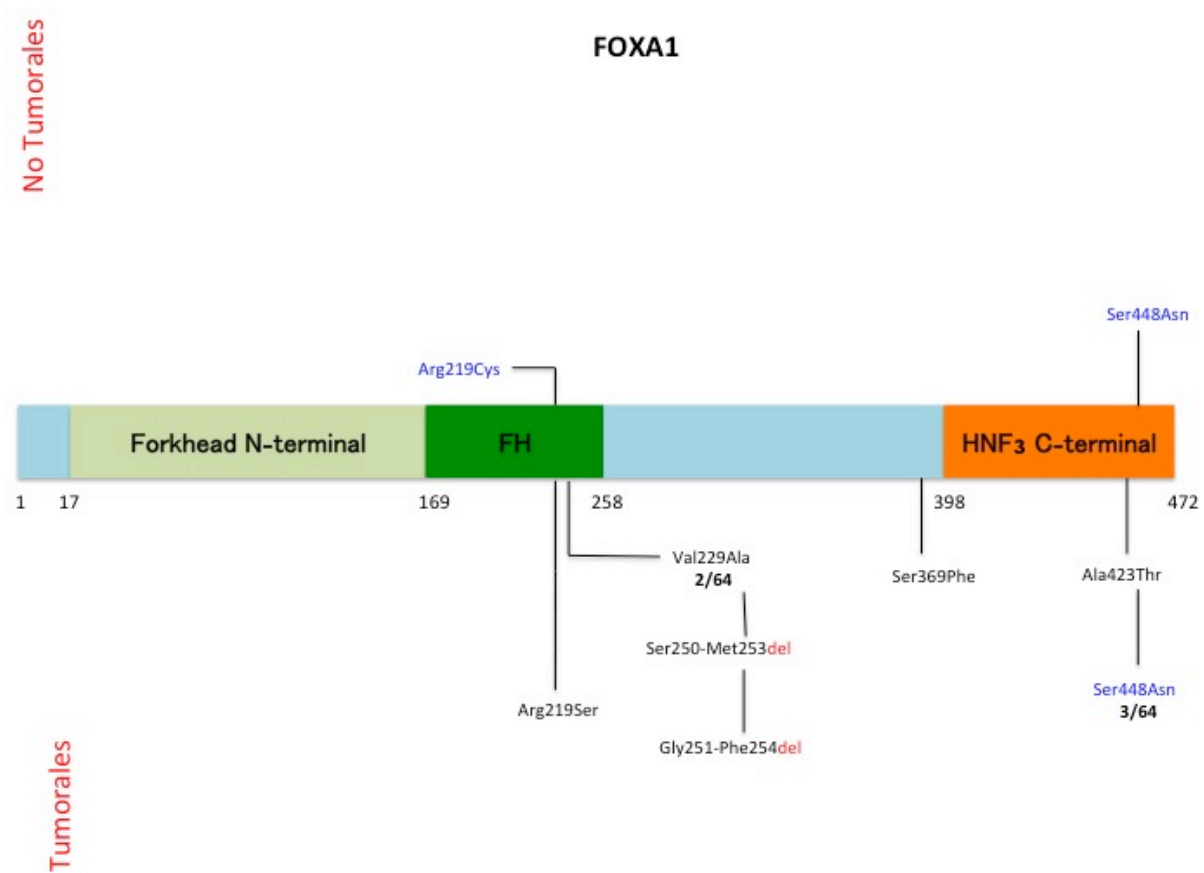 FOXA1
No Tumorales
Ser448Asn
Arg219Cys
Forkhead N-terminal
FH
HNF3 C-terminal
1 17 169 258 398 472
Val229Ala
2/64
Ser369Phe
Ala423Thr
Ser250-Met253del
Ser448Asn
3/64
Arg219Ser
Gly251-Phe254del
Tumorales